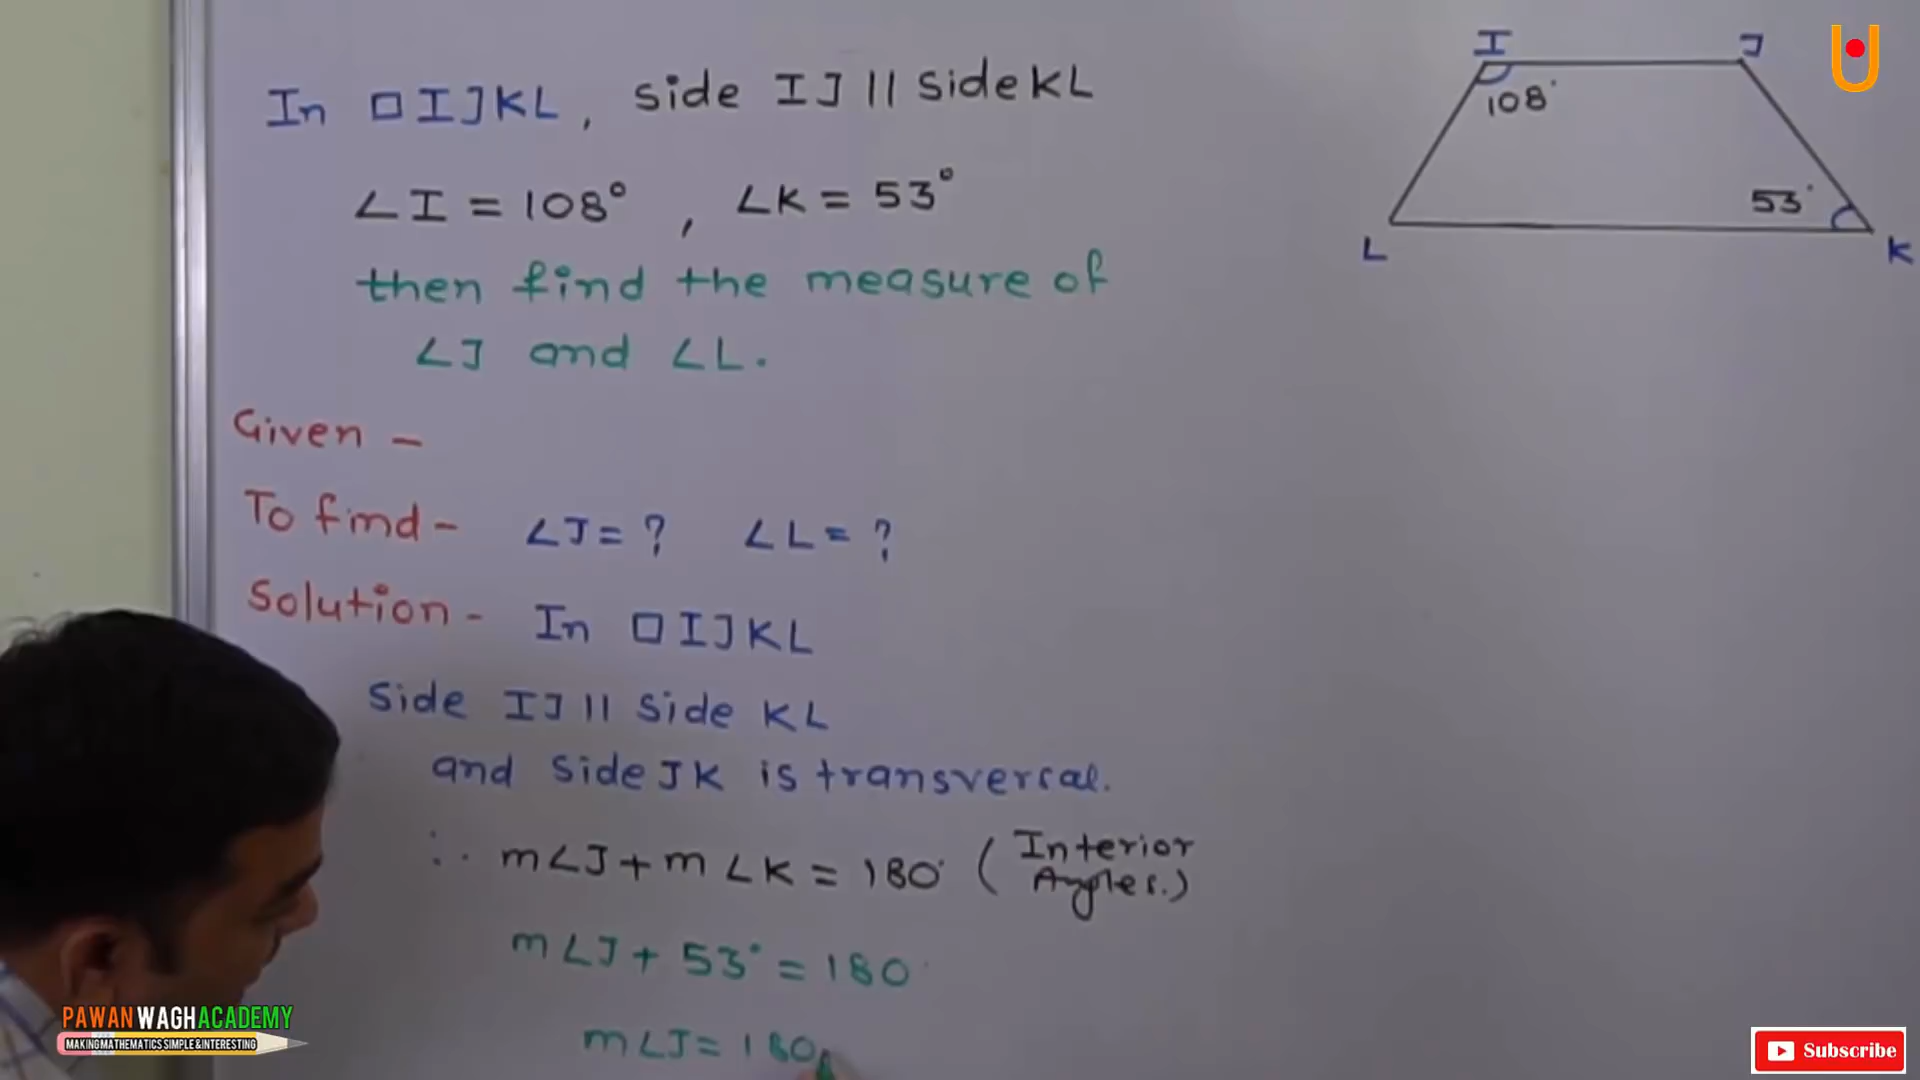 In □IJKL, side IJ || side KL
∠I = 108° , ∠K = 53°
then find the measure of
∠J and ∠L.
I J
108°
53°
L K
Given -
To find - ∠J = ? ∠L = ?
Solution - In □IJKL
Side IJ || Side KL
and side JK is transversal.
∴ m∠J + m∠K = 180° (Interior
Angles.)
m∠J + 53° = 180
m∠J = 180
PAWAN WAGH ACADEMY
MAKING MATHEMATICS SIMPLE & INTERESTING
Subscribe